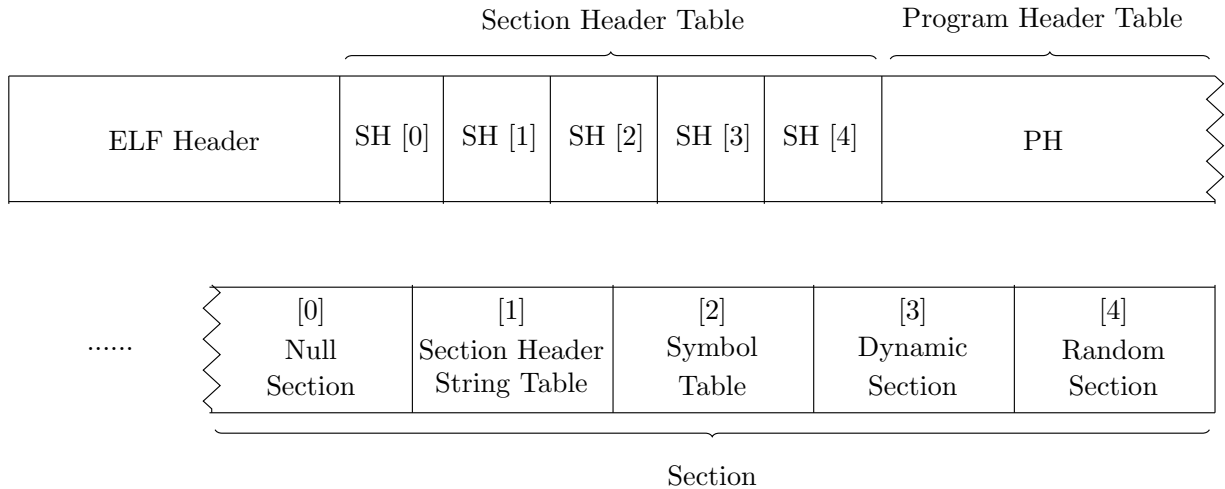 Section Header Table
Program Header Table
ELF Header
SH [0]
SH [1]
SH [2]
SH [3]
SH [4]
PH
......
[0]
Null
Section
[1]
Section Header
String Table
[2]
Symbol
Table
[3]
Dynamic
Section
[4]
Random
Section
Section